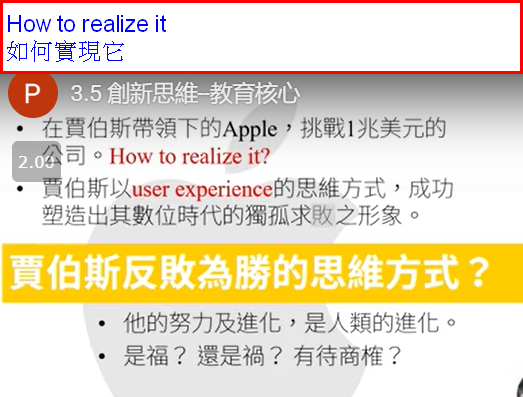 How to realize it
如何實現它
P 3.5 創新思維–教育核心
• 在賈伯斯帶領下的Apple，挑戰1兆美元的
公司。How to realize it?
2.00
• 賈伯斯以user experience的思維方式，成功
塑造出其數位時代的獨孤求敗之形象。
賈伯斯反敗為勝的思維方式？
• 他的努力及進化，是人類的進化。
• 是福？ 還是禍？ 有待商榷？